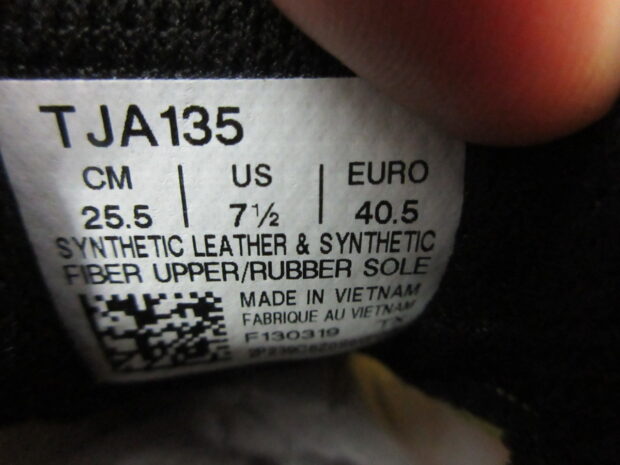 TJA135
CM | US | EURO
25.5 | 7½ | 40.5
SYNTHETIC LEATHER & SYNTHETIC
FIBER UPPER/RUBBER SOLE
MADE IN VIETNAM
FABRIQUE AU VIETNAM
F130319 TX